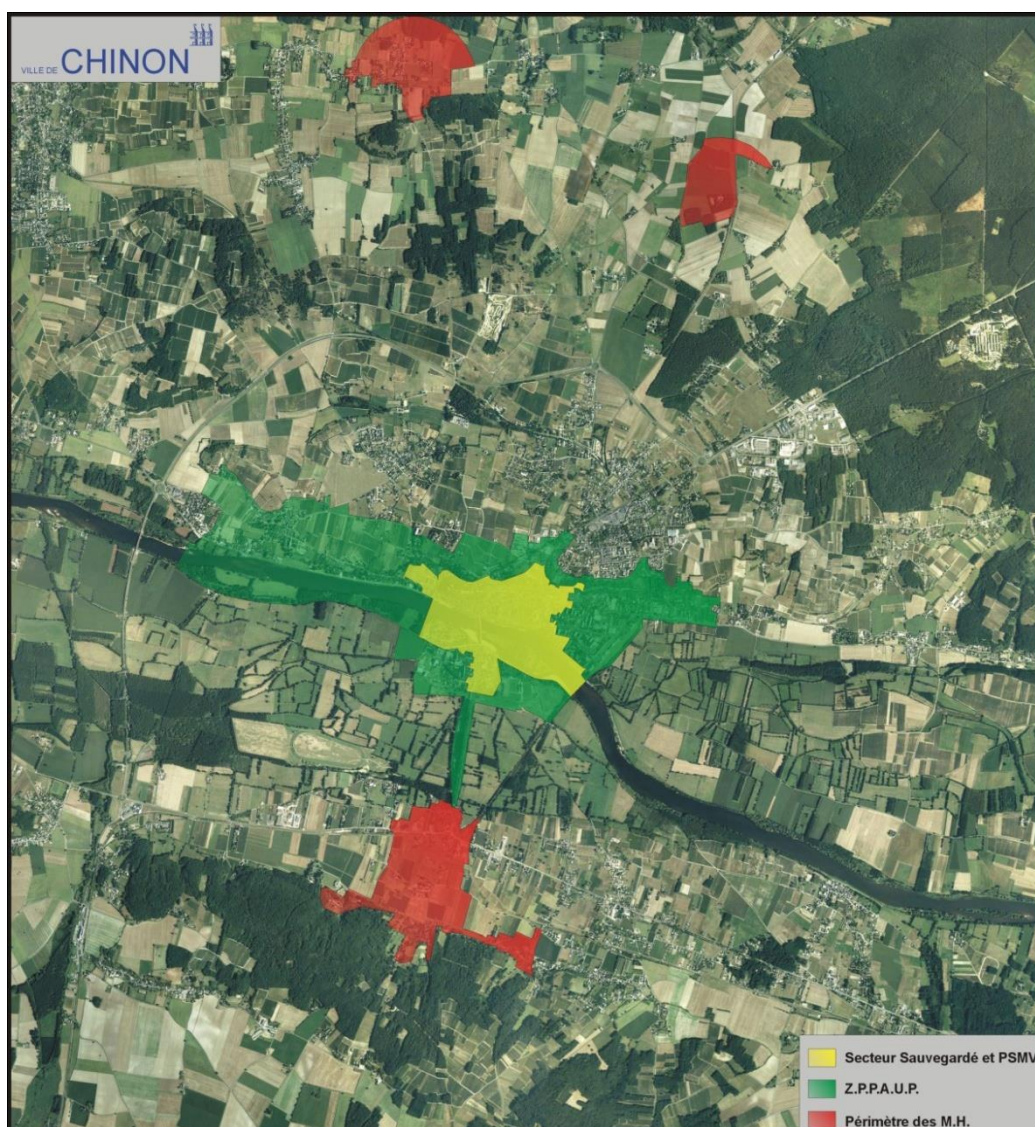 VILLE DE CHINON
Secteur Sauvegardé et PSMV
Z.P.P.A.U.P.
Périmètre des M.H.